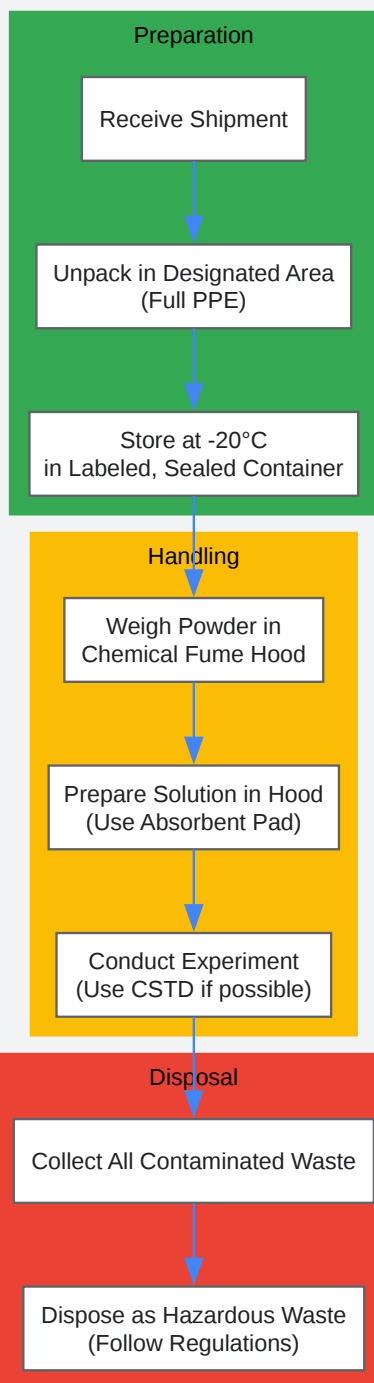 Preparation
Receive Shipment
Unpack in Designated Area
(Full PPE)
Store at -20°C
in Labeled, Sealed Container
Handling
Weigh Powder in
Chemical Fume Hood
Prepare Solution in Hood
(Use Absorbent Pad)
Conduct Experiment
(Use CSTD if possible)
Disposal
Collect All Contaminated Waste
Dispose as Hazardous Waste
(Follow Regulations)